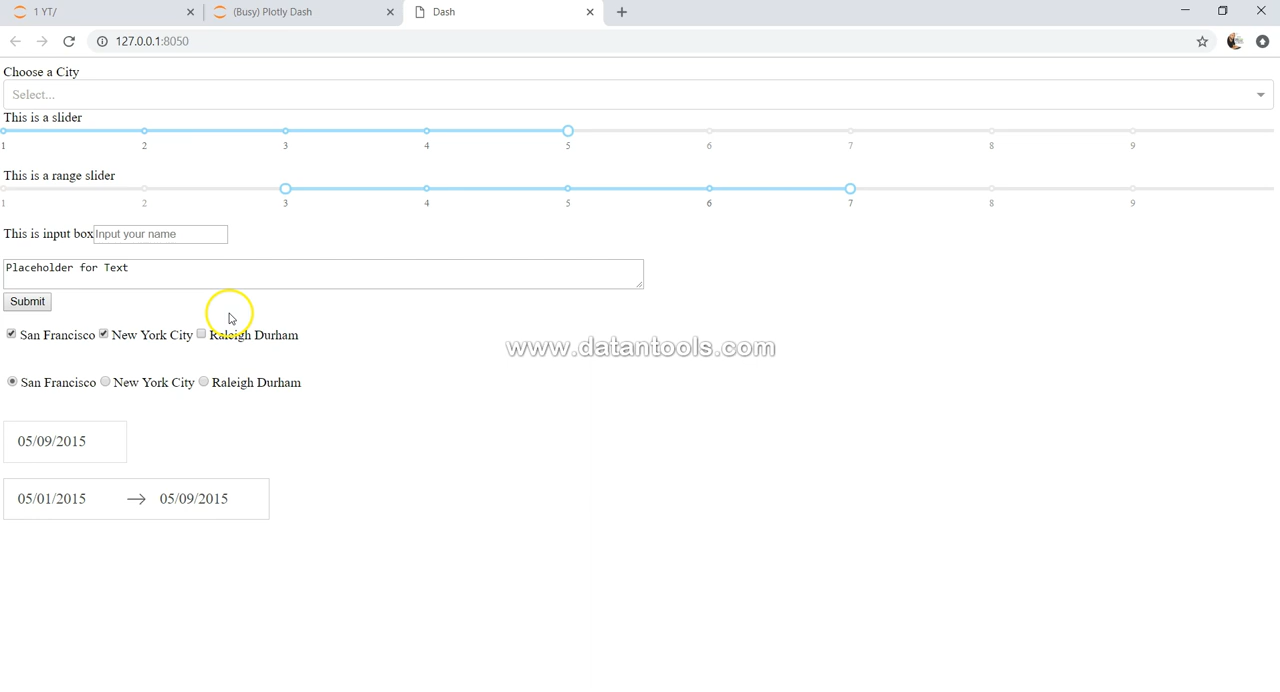 1 YT/
(Busy) Plotly Dash
Dash
127.0.0.1:8050
Choose a City
Select...
This is a slider
1 2 3 4 5 6 7 8 9
This is a range slider
1 2 3 4 5 6 7 8 9
This is input box Input your name
Placeholder for Text
Submit
San Francisco New York City Raleigh Durham
www.datantools.com
San Francisco New York City Raleigh Durham
05/09/2015
05/01/2015 → 05/09/2015